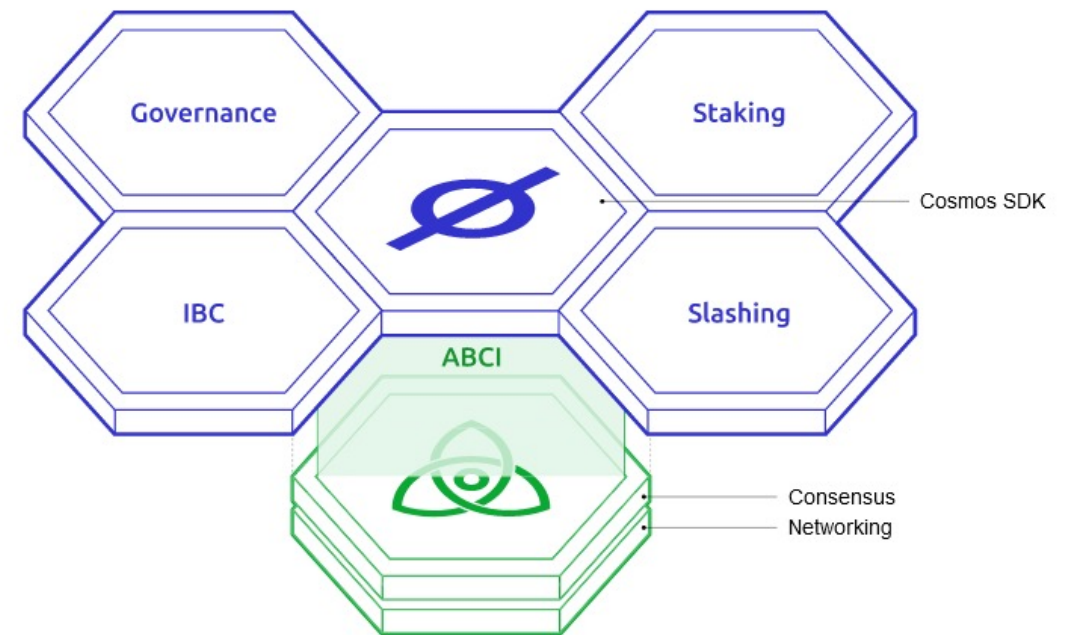 Governance
Staking
Cosmos SDK
IBC
Slashing
ABCI
Consensus
Networking